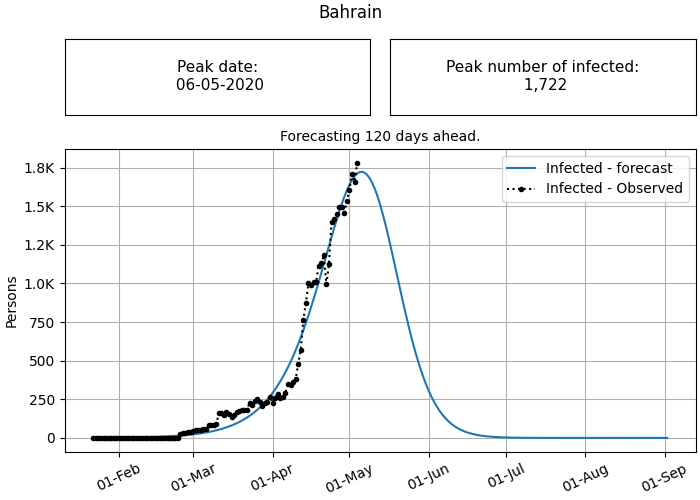 Bahrain
Peak date:
06-05-2020
Peak number of infected:
1,722
Forecasting 120 days ahead.
Infected - forecast
Infected - Observed
Persons
1.8K
1.5K
1.2K
1.0K
750
500
250
0
01-Feb
01-Mar
01-Apr
01-May
01-Jun
01-Jul
01-Aug
01-Sep